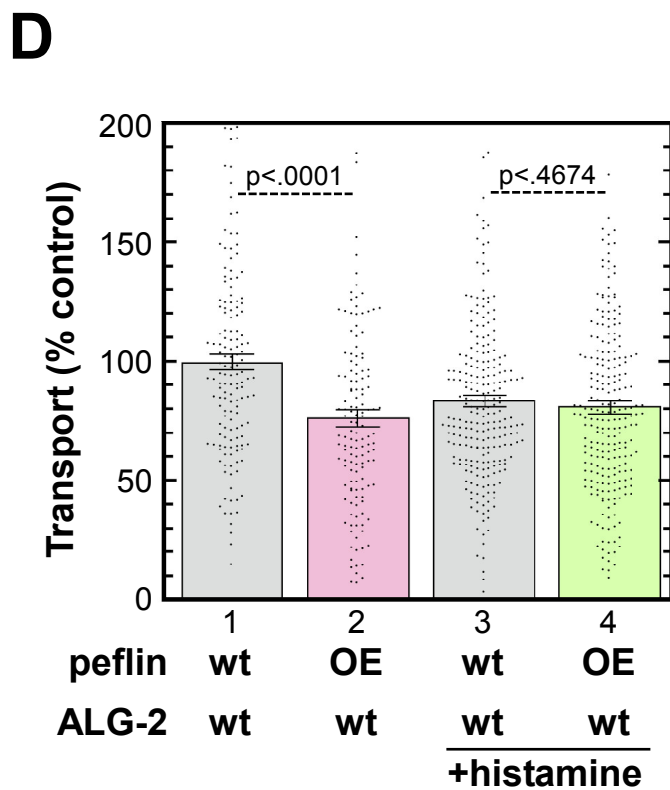 D
Transport (% control)
200
150
100
50
0
p<.0001
p<.4674
1 2 3 4
peflin wt OE wt OE
ALG-2 wt wt wt wt
+histamine